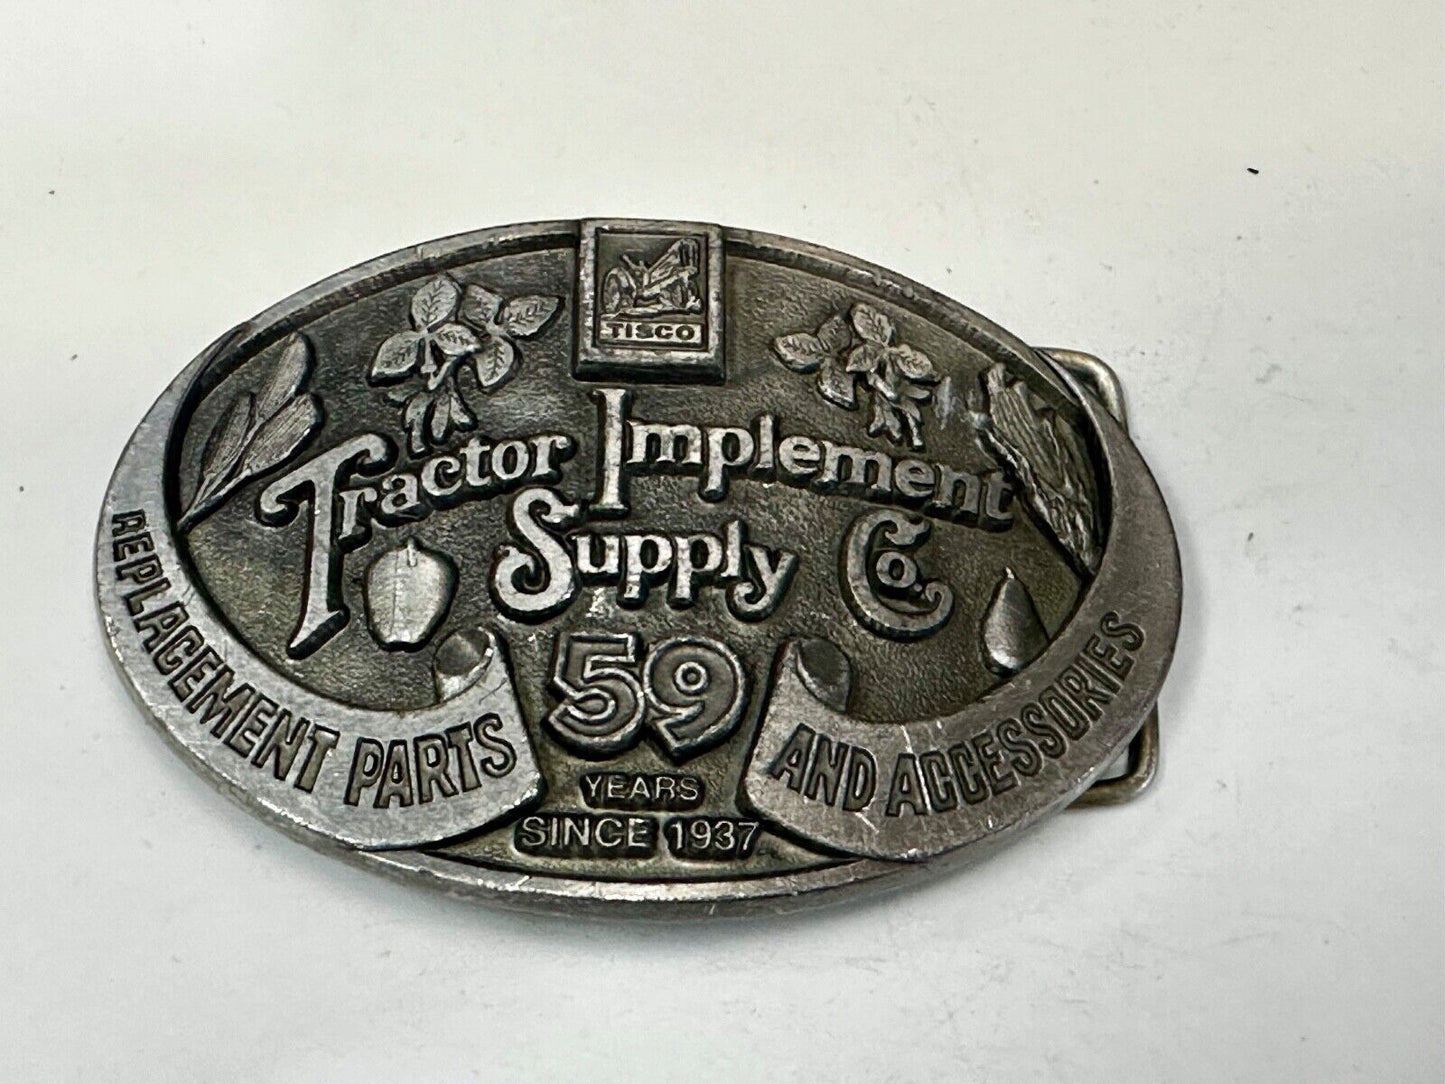 TISCO
Tractor Implement
Supply Co.
59
YEARS
SINCE 1937
REPLACEMENT PARTS
AND ACCESSORIES